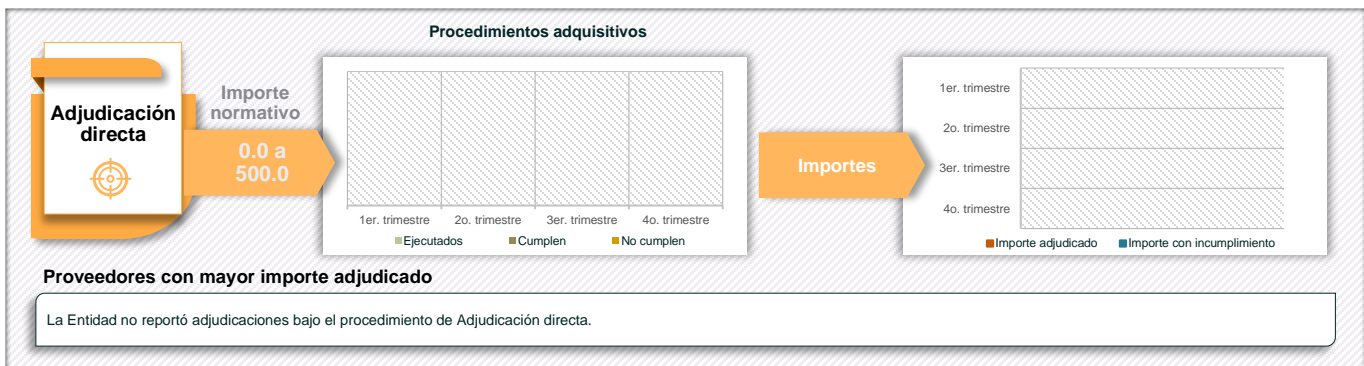 Procedimientos adquisitivos
Adjudicación
directa
Importe
normativo
0.0 a
500.0
1er. trimestre 2o. trimestre 3er. trimestre 4o. trimestre
Ejecutados Cumplen No cumplen
Importes
1er. trimestre
2o. trimestre
3er. trimestre
4o. trimestre
Importe adjudicado Importe con incumplimiento
Proveedores con mayor importe adjudicado
La Entidad no reportó adjudicaciones bajo el procedimiento de Adjudicación directa.